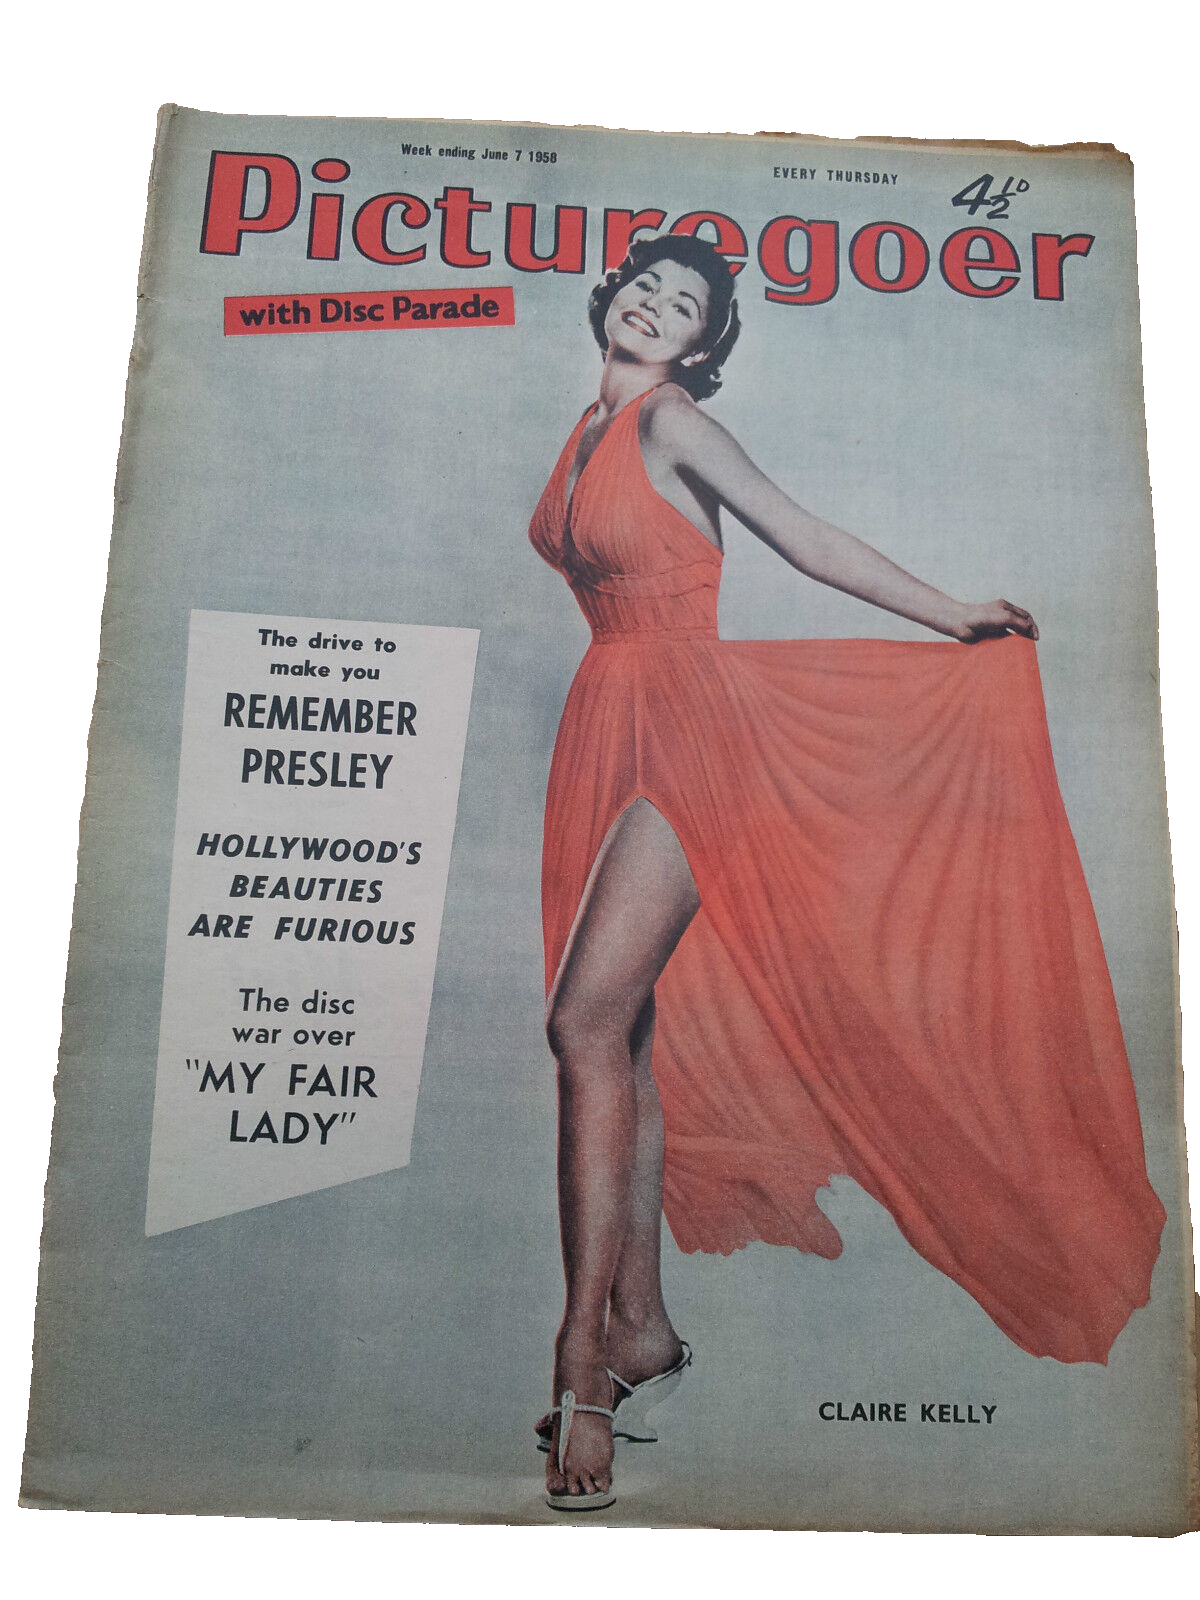 Week ending June 7 1958
EVERY THURSDAY
4½D
Picturegoer
with Disc Parade
The drive to
make you
REMEMBER
PRESLEY
HOLLYWOOD'S
BEAUTIES
ARE FURIOUS
The disc
war over
"MY FAIR
LADY"
CLAIRE KELLY